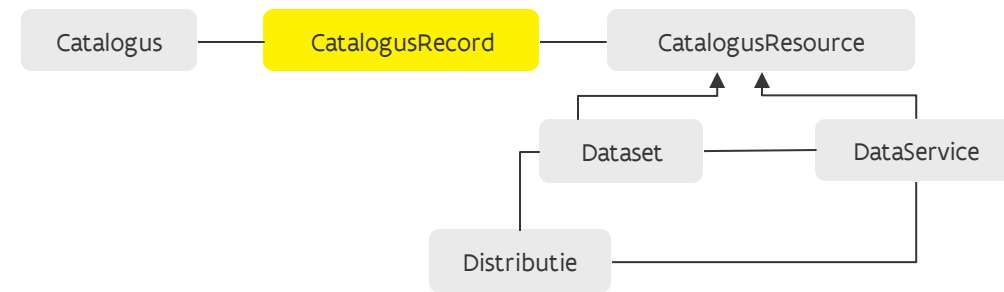 Catalogus
CatalogusRecord
CatalogusResource
Dataset
DataService
Distributie